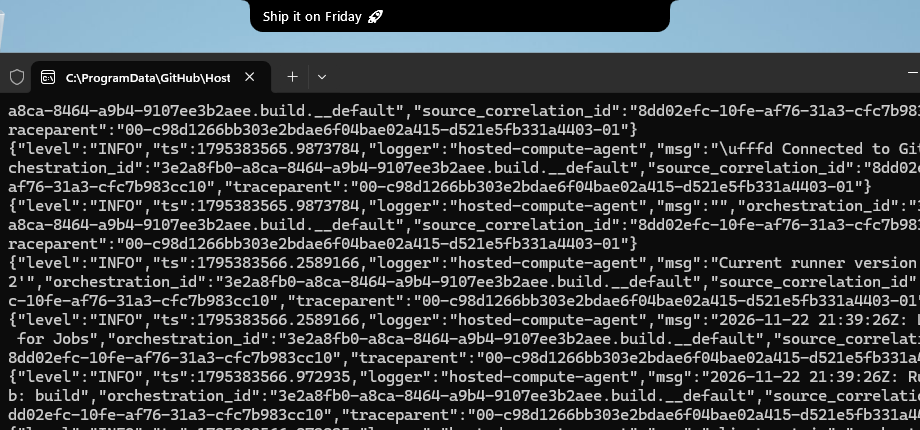 Ship it on Friday 🚀
C:\ProgramData\GitHub\Host
a8ca-8464-a9b4-9107ee3b2aee.build.__default","source_correlation_id":"8dd02efc-10fe-af76-31a3-cfc7b983
raceparent":"00-c98d1266bb303e2bdae6f04bae02a415-d521e5fb331a4403-01"}
{"level":"INFO","ts":1795383565.9873784,"logger":"hosted-compute-agent","msg":"\ufffd Connected to Git
chestration_id":"3e2a8fb0-a8ca-8464-a9b4-9107ee3b2aee.build.__default","source_correlation_id":"8dd02
af76-31a3-cfc7b983cc10","traceparent":"00-c98d1266bb303e2bdae6f04bae02a415-d521e5fb331a4403-01"}
{"level":"INFO","ts":1795383565.9873784,"logger":"hosted-compute-agent","msg":"","orchestration_id":"
a8ca-8464-a9b4-9107ee3b2aee.build.__default","source_correlation_id":"8dd02efc-10fe-af76-31a3-cfc7b98
raceparent":"00-c98d1266bb303e2bdae6f04bae02a415-d521e5fb331a4403-01"}
{"level":"INFO","ts":1795383566.2589166,"logger":"hosted-compute-agent","msg":"Current runner version
2'","orchestration_id":"3e2a8fb0-a8ca-8464-a9b4-9107ee3b2aee.build.__default","source_correlation_id"
c-10fe-af76-31a3-cfc7b983cc10","traceparent":"00-c98d1266bb303e2bdae6f04bae02a415-d521e5fb331a4403-01"
{"level":"INFO","ts":1795383566.2589166,"logger":"hosted-compute-agent","msg":"2026-11-22 21:39:26Z:
for Jobs","orchestration_id":"3e2a8fb0-a8ca-8464-a9b4-9107ee3b2aee.build.__default","source_correlati
8dd02efc-10fe-af76-31a3-cfc7b983cc10","traceparent":"00-c98d1266bb303e2bdae6f04bae02a415-d521e5fb331a4
{"level":"INFO","ts":1795383566.972935,"logger":"hosted-compute-agent","msg":"2026-11-22 21:39:26Z: Ru
b: build","orchestration_id":"3e2a8fb0-a8ca-8464-a9b4-9107ee3b2aee.build.__default","source_correlatio
dd02efc-10fe-af76-31a3-cfc7b983cc10","traceparent":"00-c98d1266bb303e2bdae6f04bae02a415-d521e5fb331a44